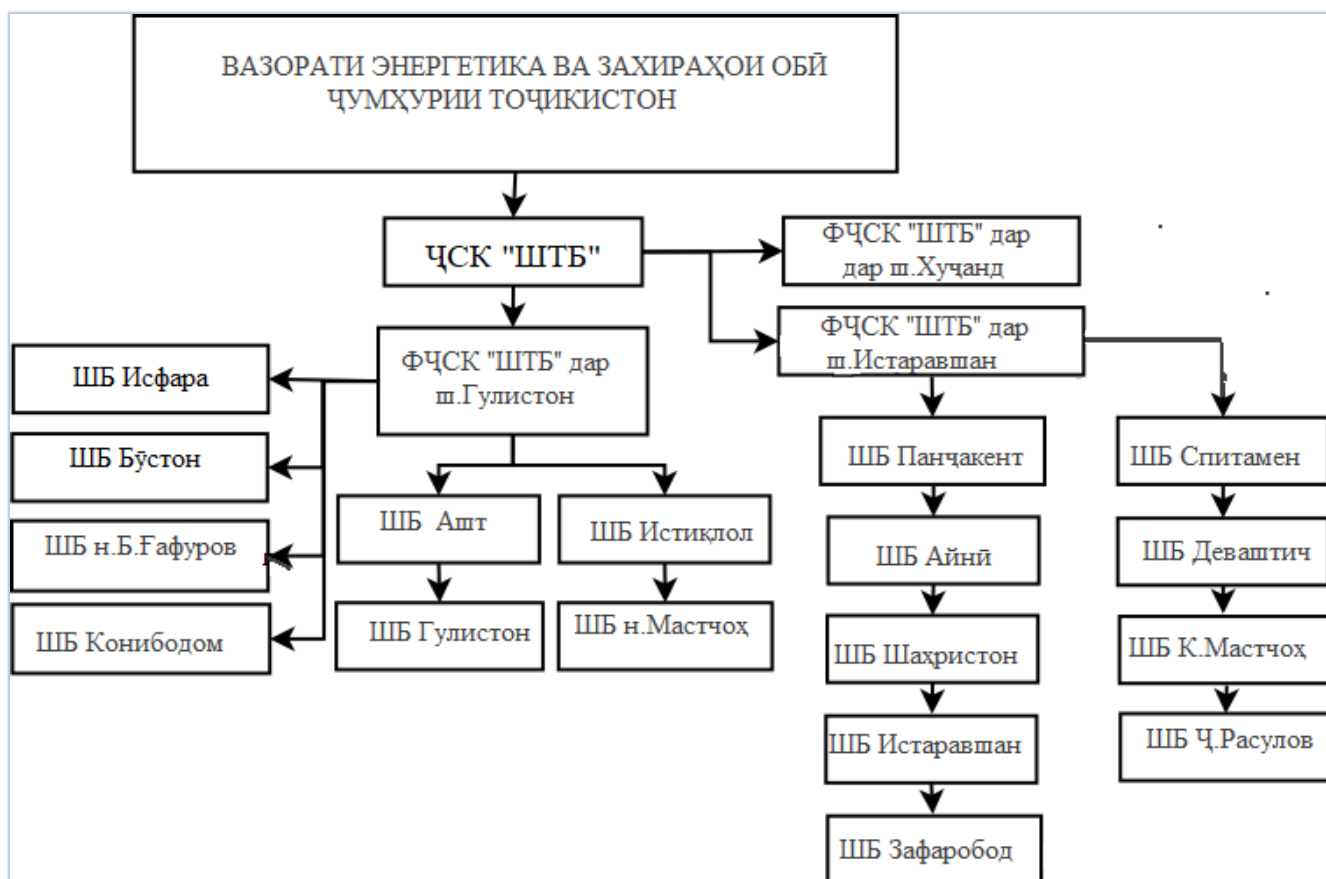 ВАЗОРАТИ ЭНЕРГЕТИКА ВА ЗАХИРАҲОИ ОБӢ
ҶУМҲУРИИ ТОҶИКИСТОН
ҶСК "ШТБ"
ФҶСК "ШТБ" дар
дар ш.Хуҷанд
ФҶСК "ШТБ" дар
ш.Истаравшан
ФҶСК "ШТБ" дар
ш.Гулистон
ШБ Исфара
ШБ Бӯстон
ШБ н.Б.Ғафуров
ШБ Конибодом
ШБ Ашт
ШБ Гулистон
ШБ Истиқлол
ШБ н.Мастчоҳ
ШБ Панҷакент
ШБ Айнӣ
ШБ Шаҳристон
ШБ Истаравшан
ШБ Зафаробод
ШБ Спитамен
ШБ Деваштич
ШБ К.Мастчоҳ
ШБ Ҷ.Расулов